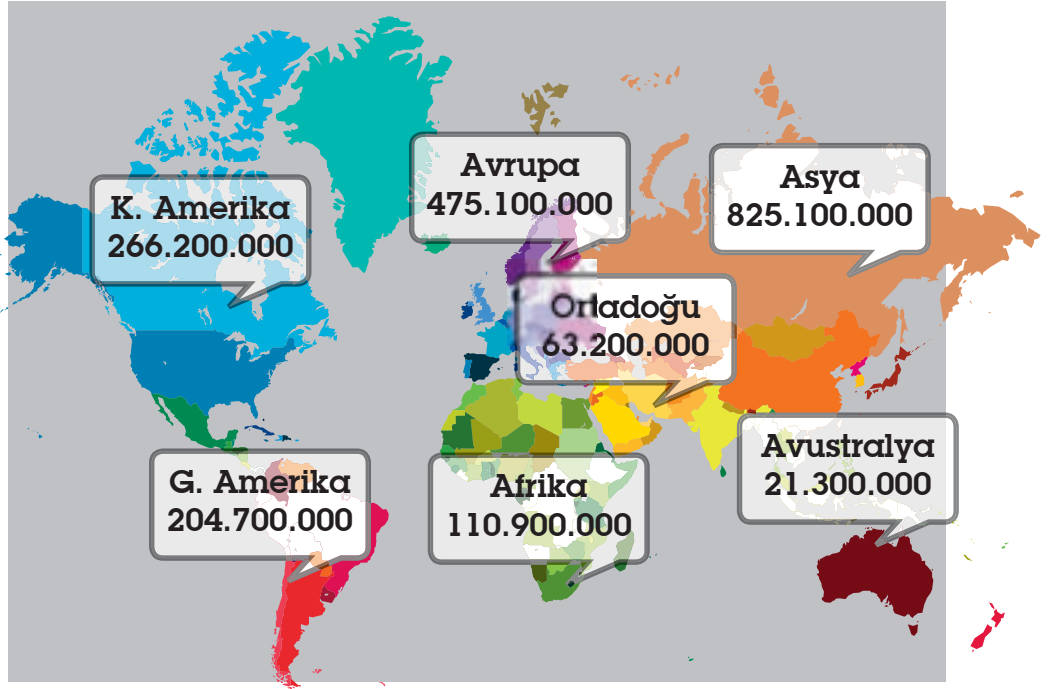 Avrupa
475.100.000
Asya
825.100.000
K. Amerika
266.200.000
Ortadoğu
63.200.000
Avustralya
21.300.000
G. Amerika
204.700.000
Afrika
110.900.000